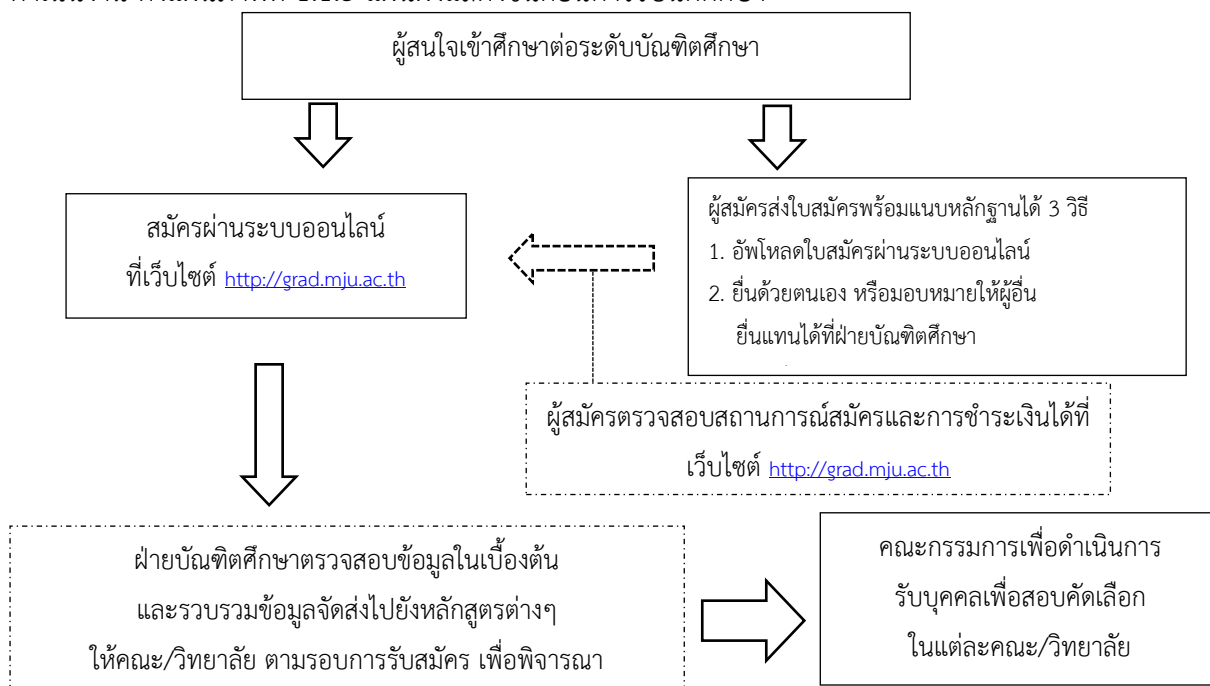 ผู้สนใจเข้าศึกษาต่อระดับบัณฑิตศึกษา
สมัครผ่านระบบออนไลน์
ที่เว็บไซต์ http://grad.mju.ac.th
ผู้สมัครส่งใบสมัครพร้อมแนบหลักฐานได้ 3 วิธี
1. อัพโหลดใบสมัครผ่านระบบออนไลน์
2. ยื่นด้วยตนเอง หรือมอบหมายให้ผู้อื่น
ยื่นแทนได้ที่ฝ่ายบัณฑิตศึกษา
ผู้สมัครตรวจสอบสถานการณ์สมัครและการชำระเงินได้ที่
เว็บไซต์ http://grad.mju.ac.th
ฝ่ายบัณฑิตศึกษาตรวจสอบข้อมูลในเบื้องต้น
และรวบรวมข้อมูลจัดส่งไปยังหลักสูตรต่างๆ
ให้คณะ/วิทยาลัย ตามรอบการรับสมัคร เพื่อพิจารณา
คณะกรรมการเพื่อดำเนินการ
รับบุคคลเพื่อสอบคัดเลือก
ในแต่ละคณะ/วิทยาลัย